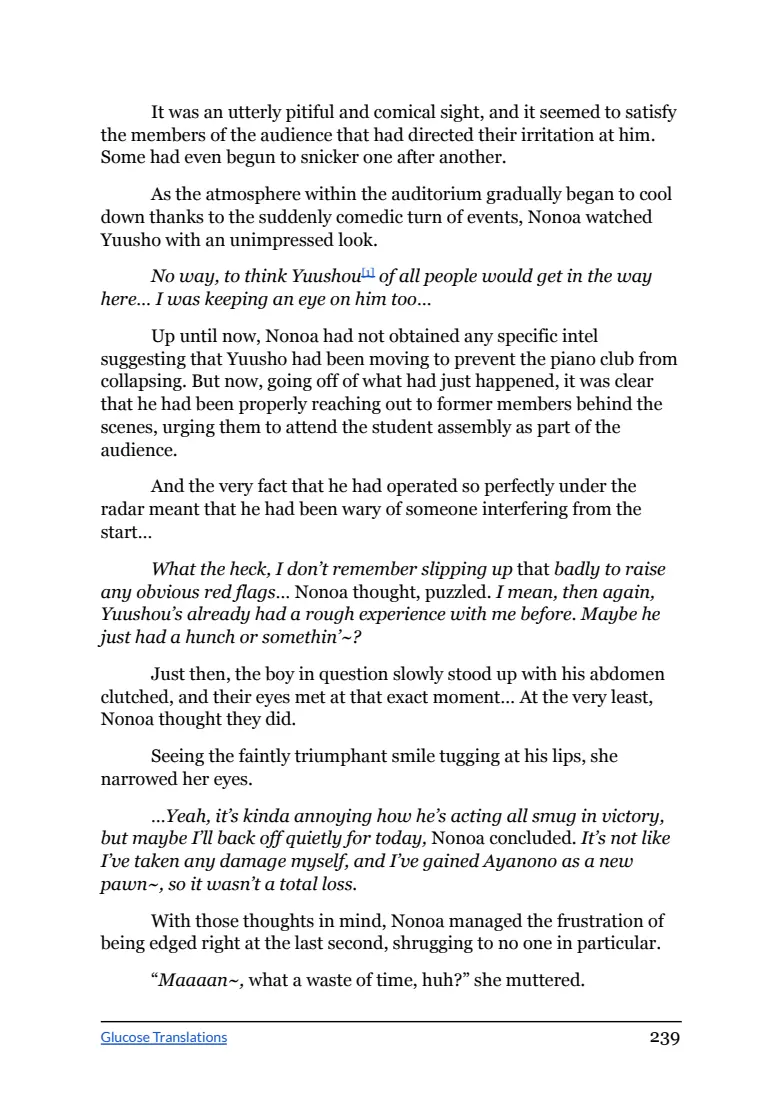 It was an utterly pitiful and comical sight, and it seemed to satisfy
the members of the audience that had directed their irritation at him.
Some had even begun to snicker one after another.
As the atmosphere within the auditorium gradually began to cool
down thanks to the suddenly comedic turn of events, Nonoa watched
Yuusho with an unimpressed look.
No way, to think Yuushou[1] of all people would get in the way
here… I was keeping an eye on him too…
Up until now, Nonoa had not obtained any specific intel
suggesting that Yuusho had been moving to prevent the piano club from
collapsing. But now, going off of what had just happened, it was clear
that he had been properly reaching out to former members behind the
scenes, urging them to attend the student assembly as part of the
audience.
And the very fact that he had operated so perfectly under the
radar meant that he had been wary of someone interfering from the
start…
What the heck, I don’t remember slipping up that badly to raise
any obvious red flags… Nonoa thought, puzzled. I mean, then again,
Yuushou’s already had a rough experience with me before. Maybe he
just had a hunch or somethin’~?
Just then, the boy in question slowly stood up with his abdomen
clutched, and their eyes met at that exact moment… At the very least,
Nonoa thought they did.
Seeing the faintly triumphant smile tugging at his lips, she
narrowed her eyes.
…Yeah, it’s kinda annoying how he’s acting all smug in victory,
but maybe I’ll back off quietly for today, Nonoa concluded. It’s not like
I’ve taken any damage myself, and I’ve gained Ayanono as a new
pawn~, so it wasn’t a total loss.
With those thoughts in mind, Nonoa managed the frustration of
being edged right at the last second, shrugging to no one in particular.
“Maaaan~, what a waste of time, huh?” she muttered.
Glucose Translations 239